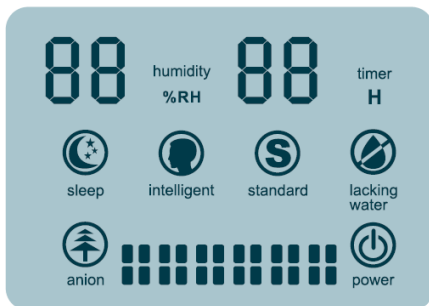 88 humidity %RH 88 timer H
sleep intelligent S standard lacking water
anion power